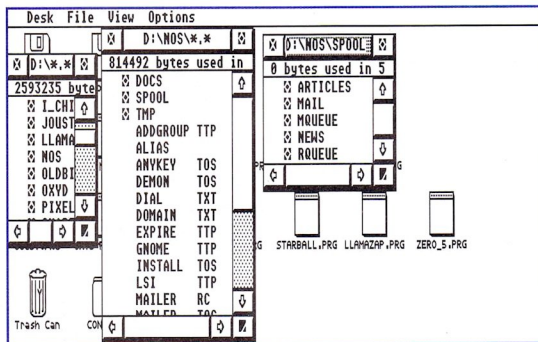 Desk File View Options
D:\*.*
2593235 byte
I_CHI
JOUST
LLAMA
NOS
OLDBI
OXYD
PIXEL
D:\NOS\*.*
814492 bytes used in
DOCS
SPOOL
TMP
ADDGROUP TTP
ALIAS
ANYKEY TOS
DEMON TOS
DIAL TXT
DOMAIN TXT
EXPIRE TTP
GNOME TTP
INSTALL TOS
LSI TTP
MAILER RC
MAILER TOS
D:\NOS\SPOOL
0 bytes used in 5
ARTICLES
MAIL
MQUEUE
NEWS
RQUEUE
STARBALL.PRG LLAMAZAP.PRG ZERO_5.PRG
Trash Can CON